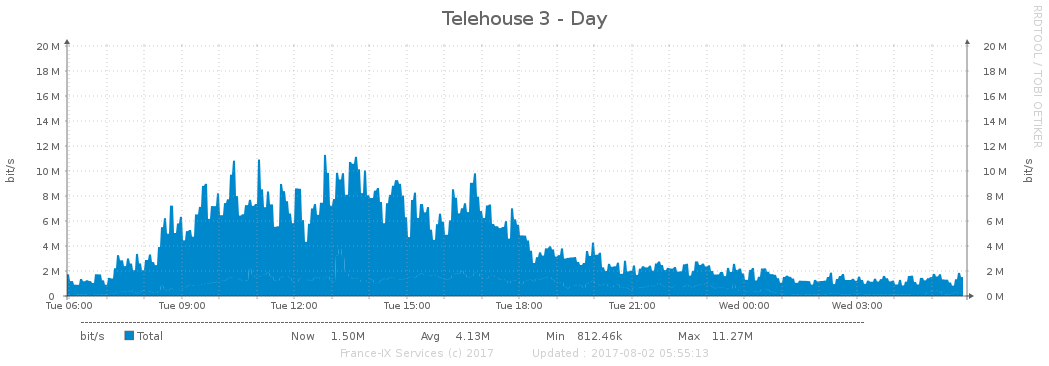 Telehouse 3 - Day
RRDTOOL / TOBI OETIKER
bit/s
20 M 20 M
18 M 18 M
16 M 16 M
14 M 14 M
12 M 12 M
10 M 10 M
8 M 8 M
6 M 6 M
4 M 4 M
2 M 2 M
0 0 M
bit/s
Tue 06:00 Tue 09:00 Tue 12:00 Tue 15:00 Tue 18:00 Tue 21:00 Wed 00:00 Wed 03:00
bit/s Total Now 1.50M Avg 4.13M Min 812.46k Max 11.27M
France-IX Services (c) 2017 Updated : 2017-08-02 05:55:13